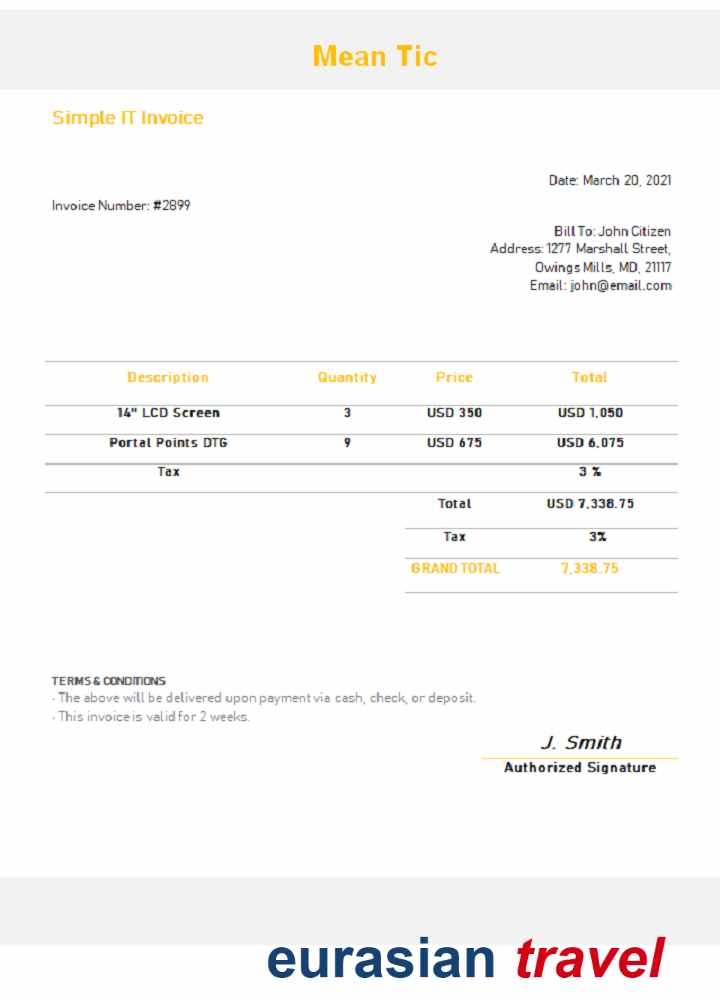 Mean Tic
Simple IT Invoice
Date: March 20, 2021
Invoice Number: #2899
Bill To: John Citizen
Address: 1277 Marshall Street,
Owings Mills, MD, 21117
Email: john@email.com
Description Quantity Price Total
14" LCD Screen 3 USD 350 USD 1,050
Portal Points DTG 9 USD 675 USD 6,075
Tax 3 %
Total USD 7,338.75
Tax 3%
GRAND TOTAL 7,338.75
TERMS & CONDITIONS
- The above will be delivered upon payment via cash, check, or deposit.
- This invoice is valid for 2 weeks.
J. Smith
Authorized Signature
eurasian travel